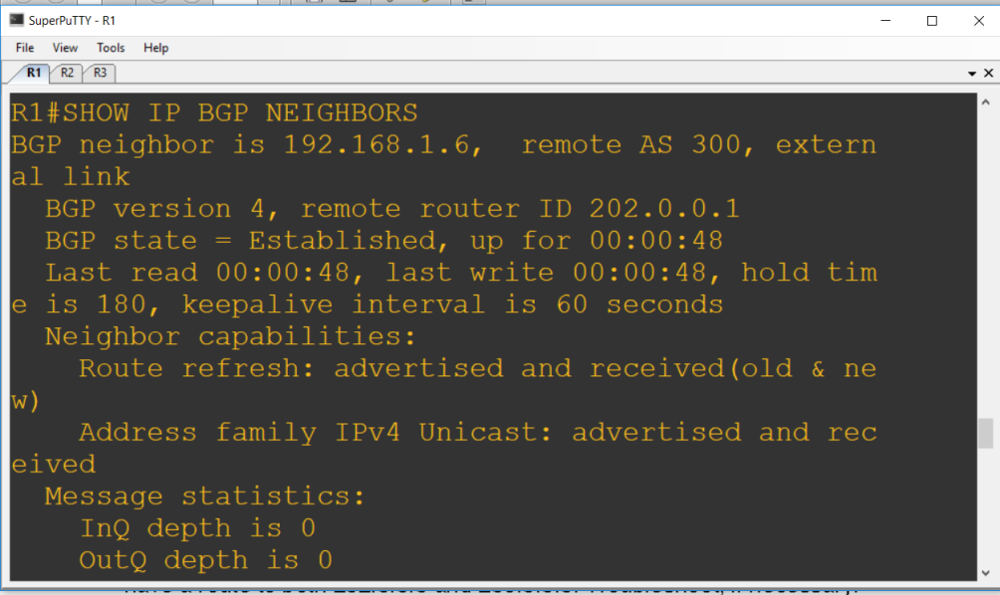 SuperPuTTY - R1
File View Tools Help
R1 R2 R3
R1#SHOW IP BGP NEIGHBORS
BGP neighbor is 192.168.1.6,  remote AS 300, extern
al link
  BGP version 4, remote router ID 202.0.0.1
  BGP state = Established, up for 00:00:48
  Last read 00:00:48, last write 00:00:48, hold tim
e is 180, keepalive interval is 60 seconds
  Neighbor capabilities:
    Route refresh: advertised and received(old & ne
w)
    Address family IPv4 Unicast: advertised and rec
eived
  Message statistics:
    InQ depth is 0
    OutQ depth is 0